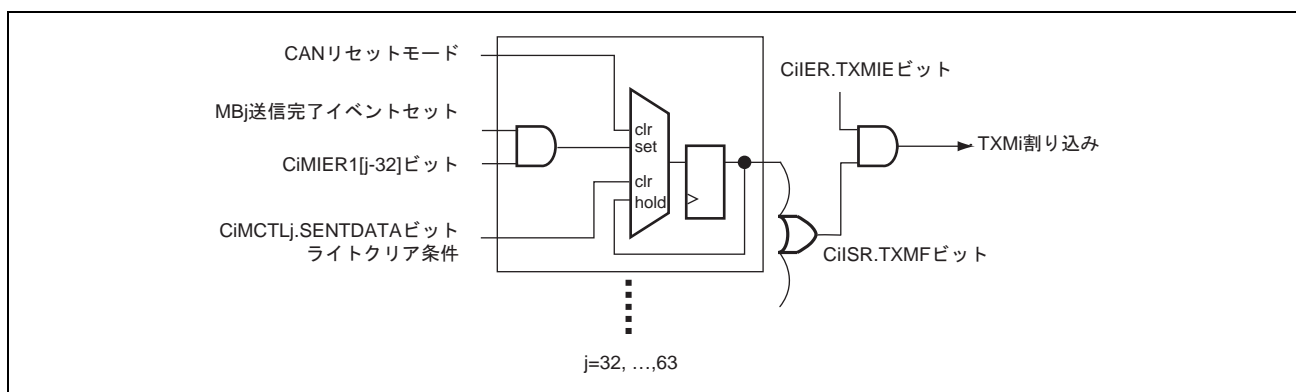 CANリセットモード
MBj送信完了イベントセット
CiMIER1[j-32]ビット
CiMCTLj.SENTDATAビット
ライトクリア条件
clr
set
clr
hold
CiIER.TXMIEビット
TXMi割り込み
CiISR.TXMFビット
j=32, …,63